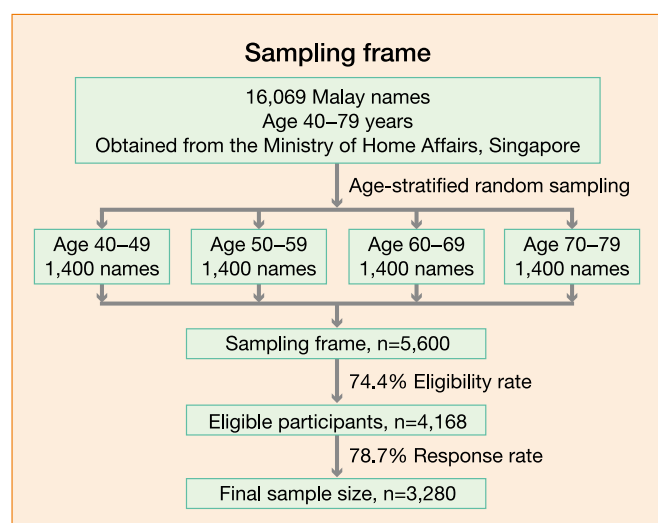 Sampling frame
16,069 Malay names
Age 40–79 years
Obtained from the Ministry of Home Affairs, Singapore
Age-stratified random sampling
Age 40–49
1,400 names
Age 50–59
1,400 names
Age 60–69
1,400 names
Age 70–79
1,400 names
Sampling frame, n=5,600
74.4% Eligibility rate
Eligible participants, n=4,168
78.7% Response rate
Final sample size, n=3,280